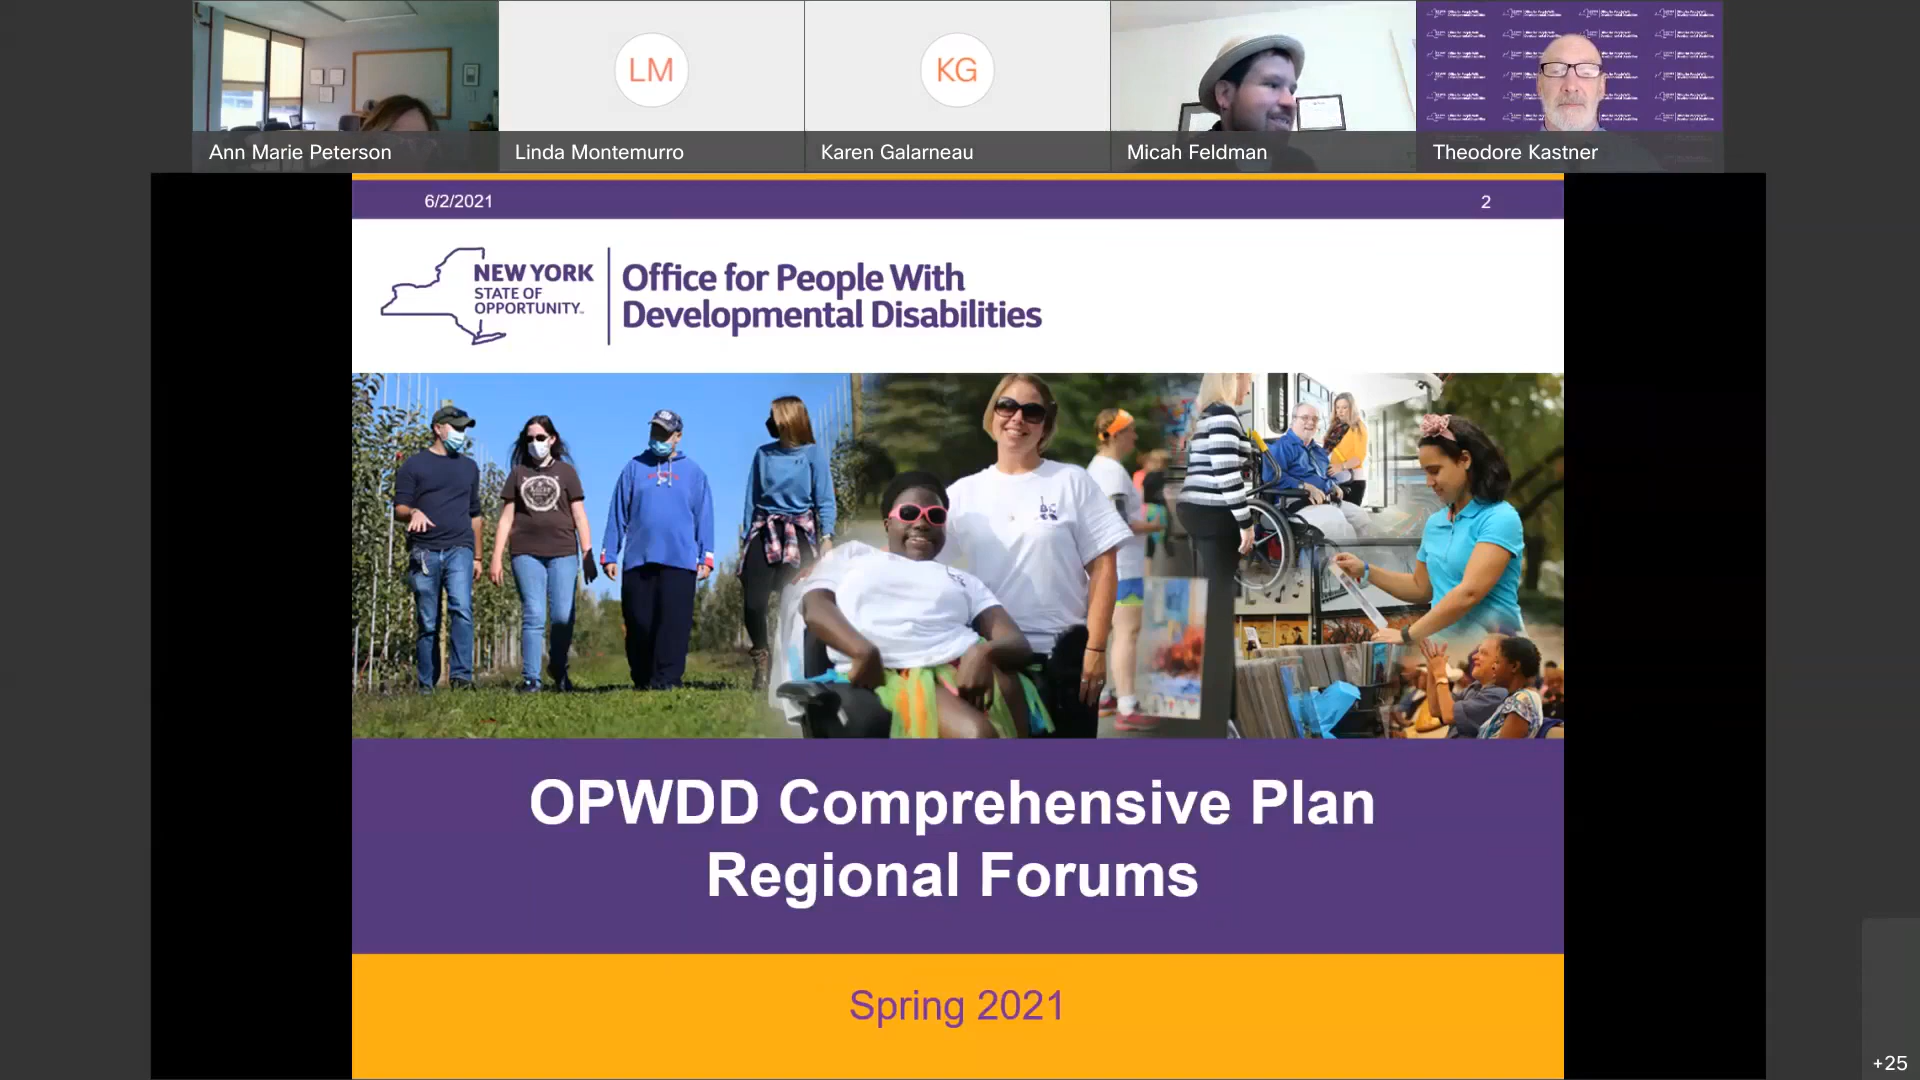 LM
KG
Ann Marie Peterson
Linda Montemurro
Karen Galarneau
Micah Feldman
Theodore Kastner
6/2/2021
2
NEW YORK
STATE OF
OPPORTUNITY™
Office for People With
Developmental Disabilities
OPWDD Comprehensive Plan
Regional Forums
Spring 2021
+25